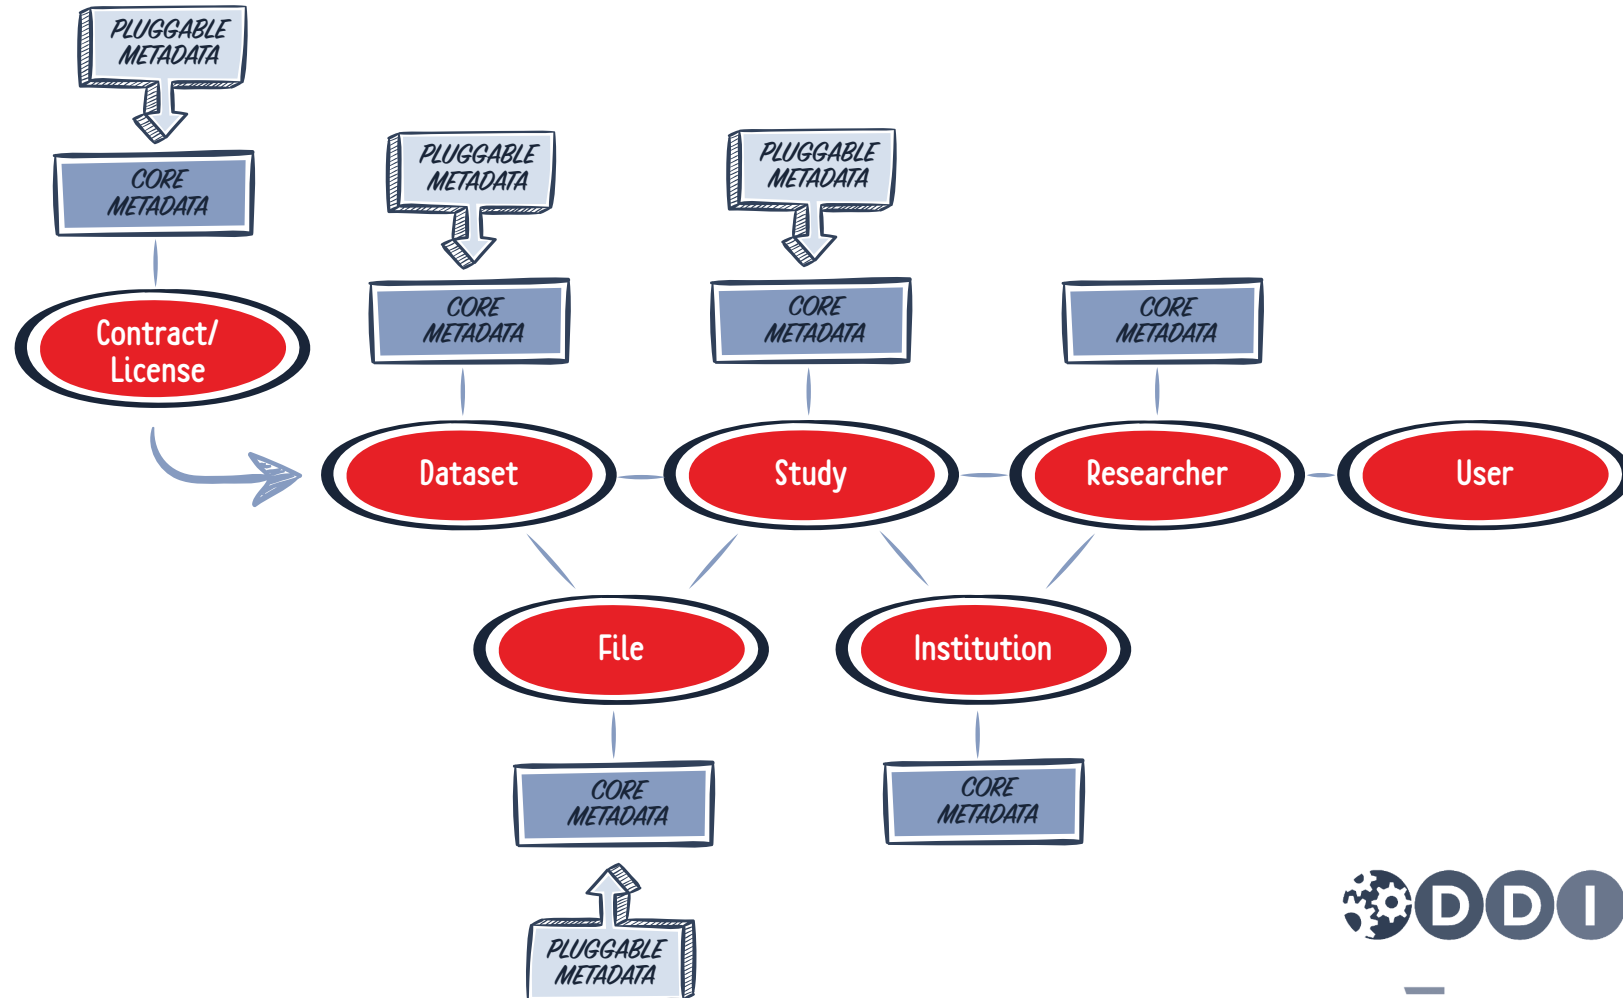 PLUGGABLE
METADATA
CORE
METADATA
Contract/
License
PLUGGABLE
METADATA
CORE
METADATA
Dataset
PLUGGABLE
METADATA
CORE
METADATA
Study
CORE
METADATA
Researcher
User
File
CORE
METADATA
PLUGGABLE
METADATA
Institution
CORE
METADATA
DDI